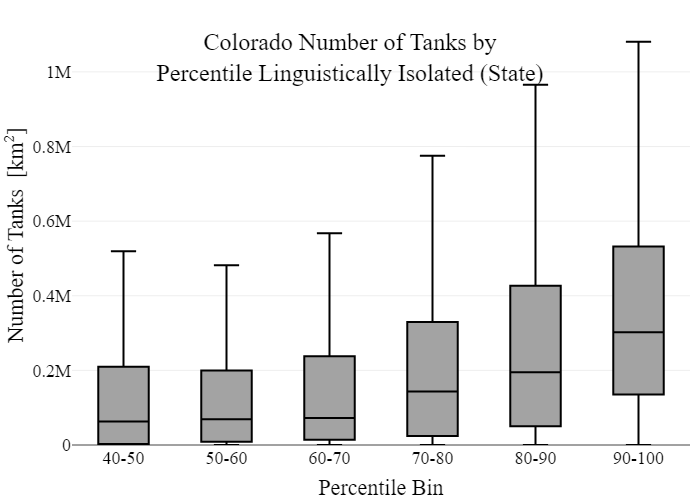 Colorado Number of Tanks by
Percentile Linguistically Isolated (State)
Number of Tanks [km²]
1M
0.8M
0.6M
0.4M
0.2M
0
40-50 50-60 60-70 70-80 80-90 90-100
Percentile Bin